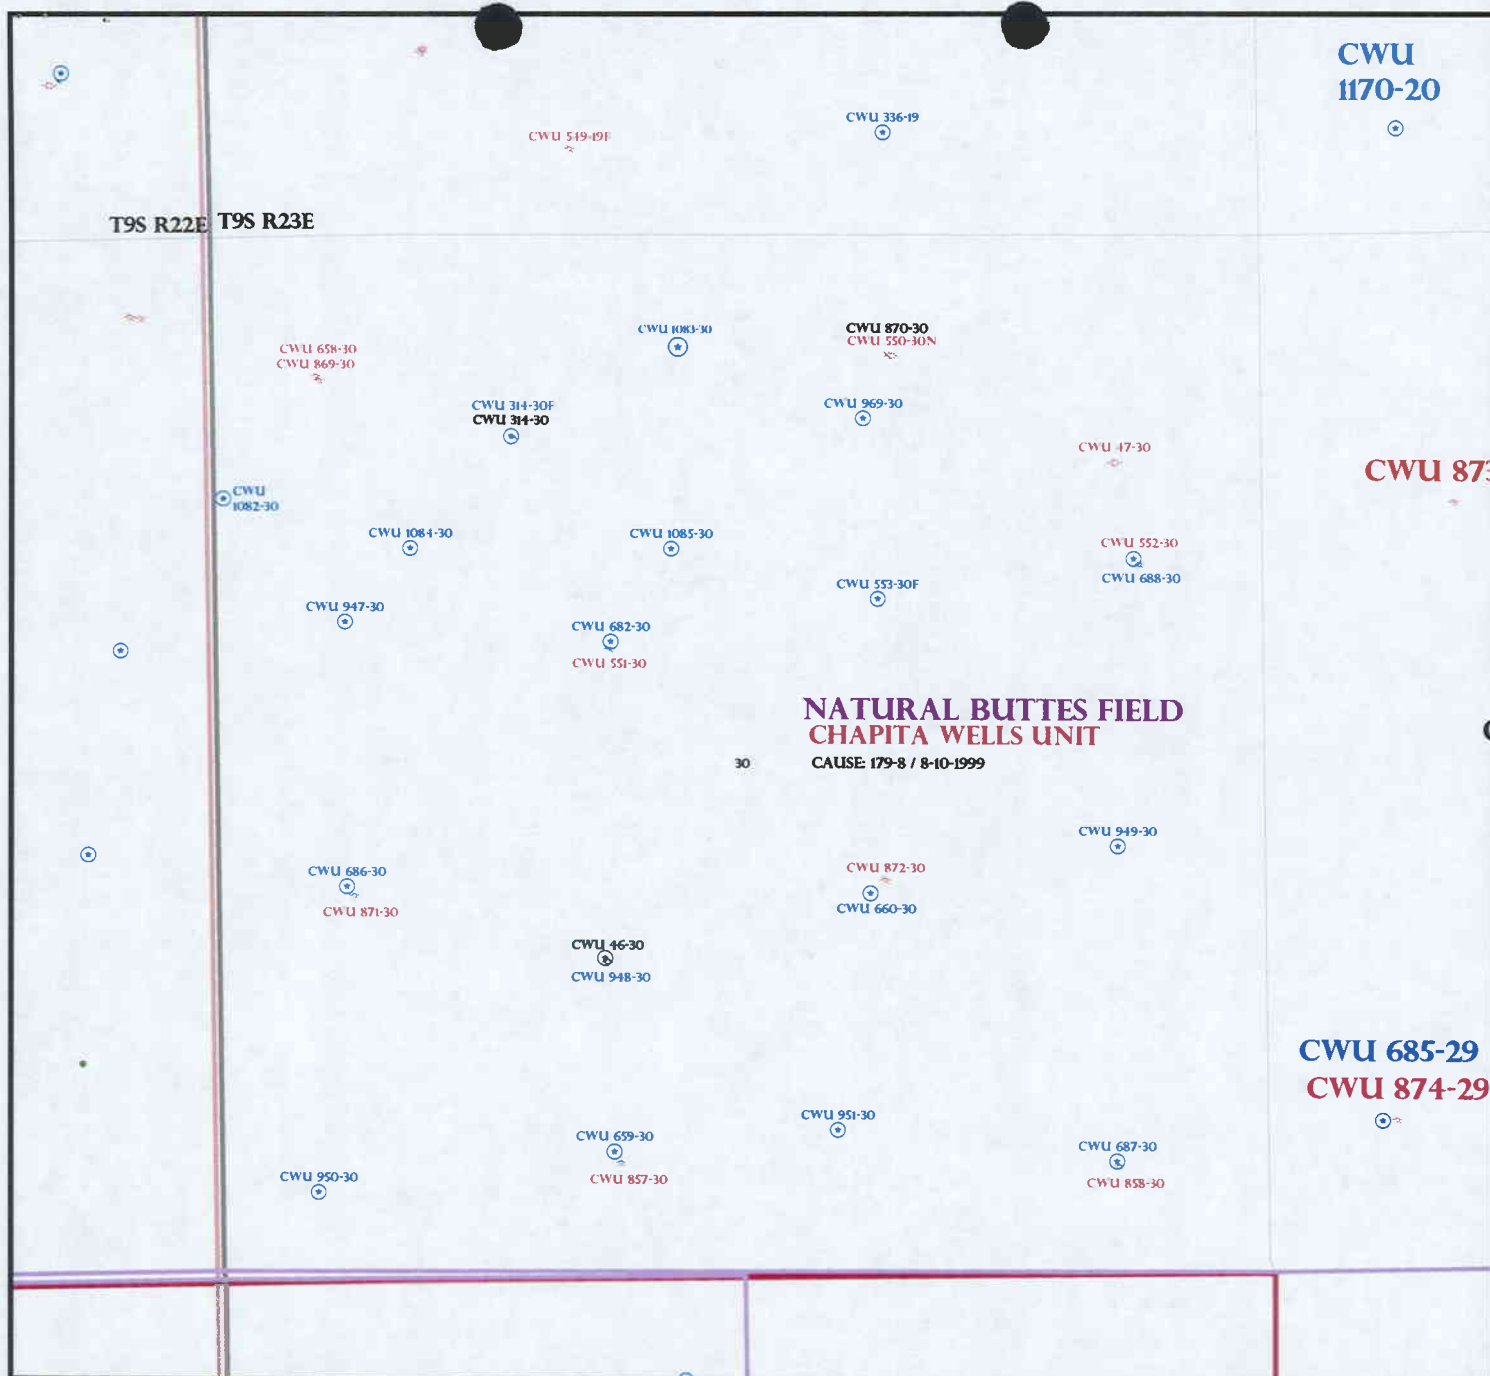 CWU
1170-20
CWU 336-19
CWU 549-19F
T9S R22E
T9S R23E
CWU 1083-30
CWU 870-30
CWU 550-30N
CWU 658-30
CWU 869-30
CWU 314-30F
CWU 314-30
CWU 969-30
CWU 47-30
CWU 873
CWU
1082-30
CWU 1084-30
CWU 1085-30
CWU 552-30
CWU 688-30
CWU 553-30F
CWU 947-30
CWU 682-30
CWU 551-30
NATURAL BUTTES FIELD
CHAPITA WELLS UNIT
30
CAUSE: 179-8 / 8-10-1999
CWU 949-30
CWU 686-30
CWU 871-30
CWU 872-30
CWU 660-30
CWU 46-30
CWU 948-30
CWU 685-29
CWU 874-29
CWU 951-30
CWU 659-30
CWU 857-30
CWU 687-30
CWU 858-30
CWU 950-30